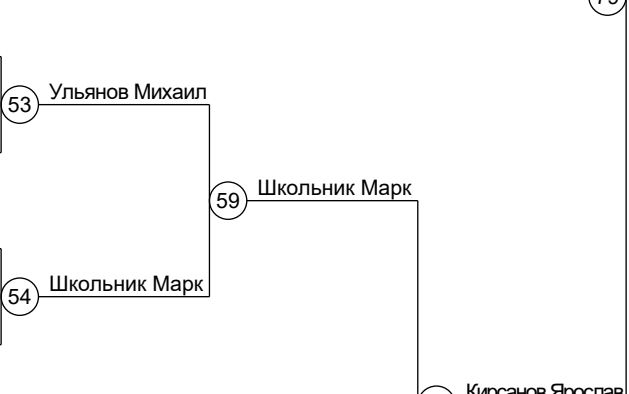 53 Ульянов Михаил
59 Школьник Марк
54 Школьник Марк
Кирсанов Ярослав